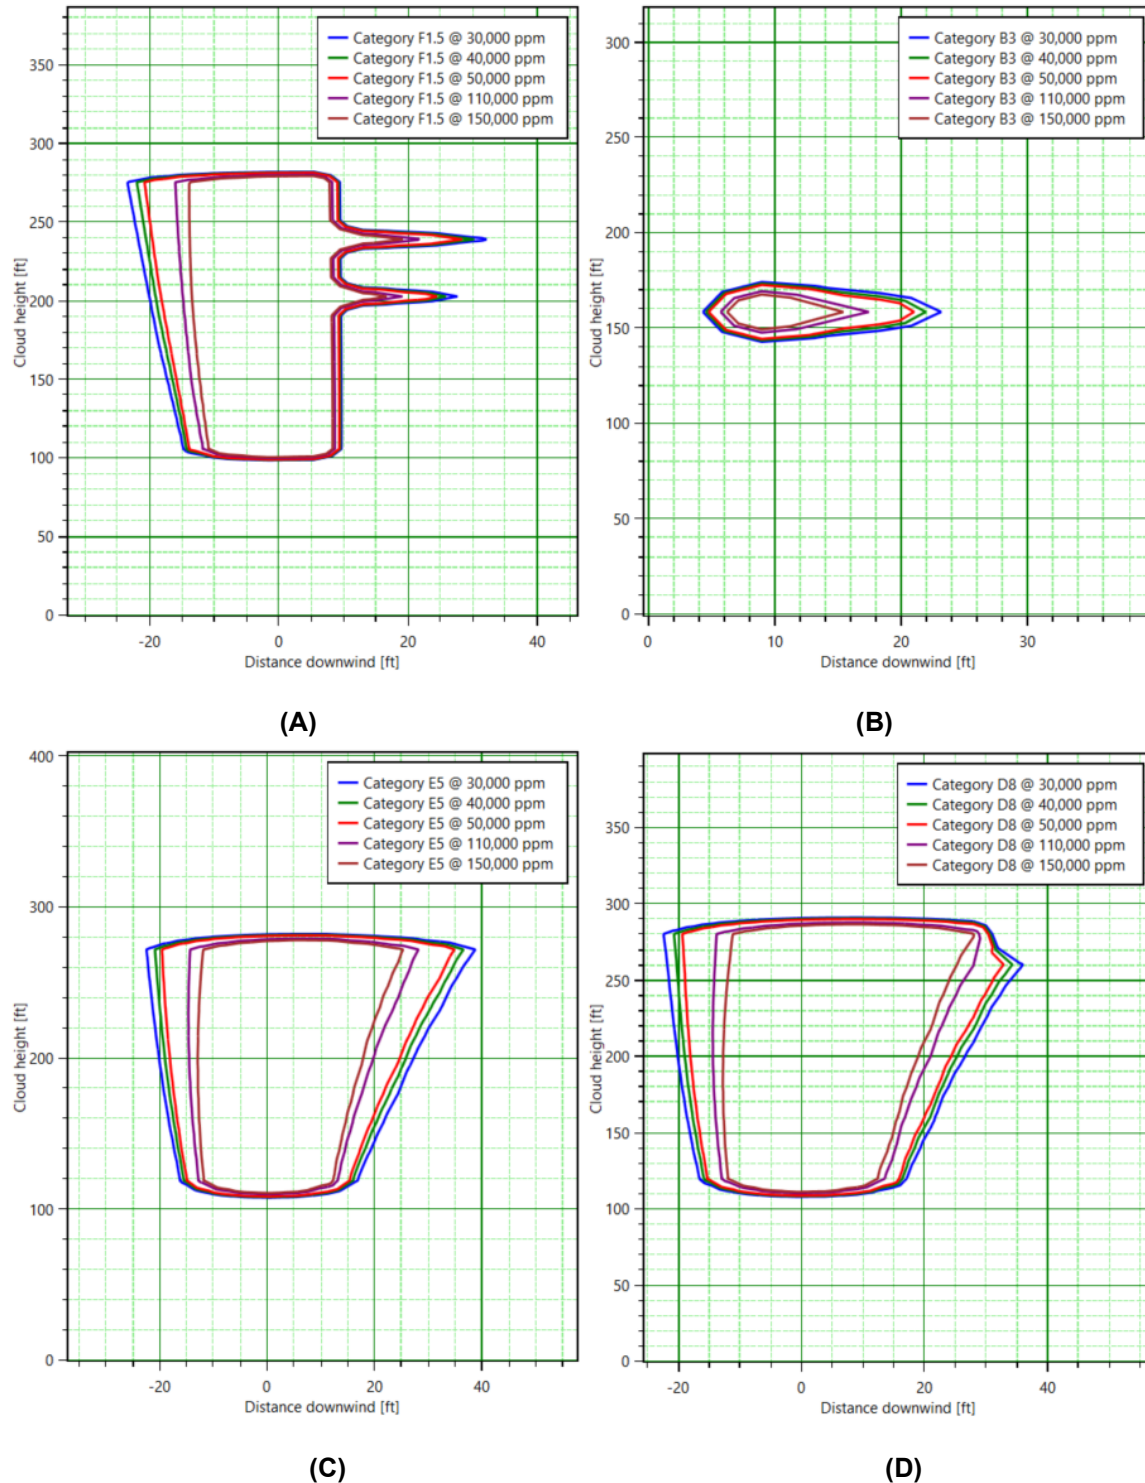 Category F1.5 @ 30,000 ppm
Category F1.5 @ 40,000 ppm
Category F1.5 @ 50,000 ppm
Category F1.5 @ 110,000 ppm
Category F1.5 @ 150,000 ppm
Cloud height [ft]
350
300
250
200
150
100
50
0
-20
0
20
40
Distance downwind [ft]
(A)
Category B3 @ 30,000 ppm
Category B3 @ 40,000 ppm
Category B3 @ 50,000 ppm
Category B3 @ 110,000 ppm
Category B3 @ 150,000 ppm
Cloud height [ft]
300
250
200
150
100
50
0
0
10
20
30
Distance downwind [ft]
(B)
Category E5 @ 30,000 ppm
Category E5 @ 40,000 ppm
Category E5 @ 50,000 ppm
Category E5 @ 110,000 ppm
Category E5 @ 150,000 ppm
Cloud height [ft]
400
300
200
100
0
-20
0
20
40
Distance downwind [ft]
(C)
Category D8 @ 30,000 ppm
Category D8 @ 40,000 ppm
Category D8 @ 50,000 ppm
Category D8 @ 110,000 ppm
Category D8 @ 150,000 ppm
Cloud height [ft]
350
300
250
200
150
100
50
0
-20
0
20
40
Distance downwind [ft]
(D)